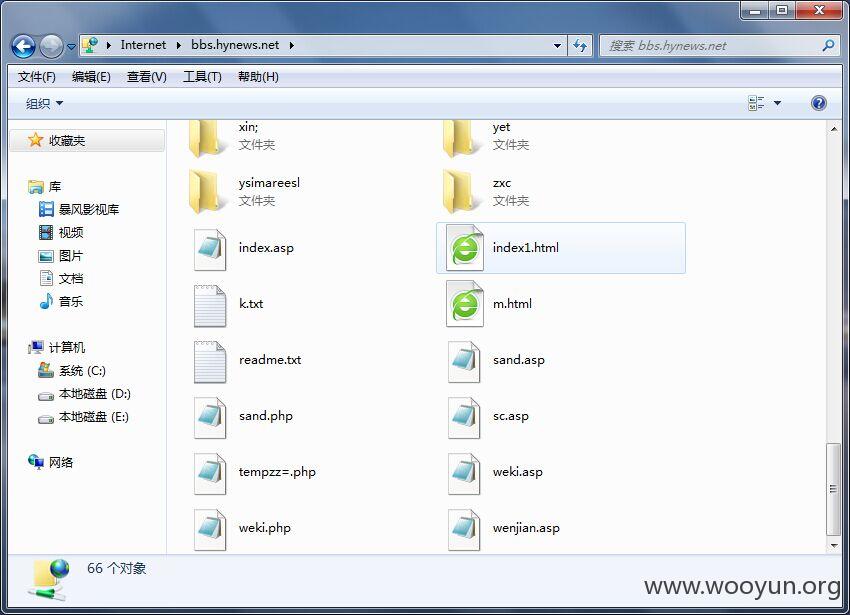 Internet bbs.hynews.net
搜索 bbs.hynews.net
文件(F) 编辑(E) 查看(V) 工具(T) 帮助(H)
组织
收藏夹
库
暴风影视库
视频
图片
文档
音乐
计算机
系统 (C:)
本地磁盘 (D:)
本地磁盘 (E:)
网络
xin;
文件夹
yet
文件夹
ysimareesl
文件夹
zxc
文件夹
index.asp
index1.html
k.txt
m.html
readme.txt
sand.asp
sand.php
sc.asp
tempzz=.php
weki.asp
weki.php
wenjian.asp
66 个对象
www.wooyun.org